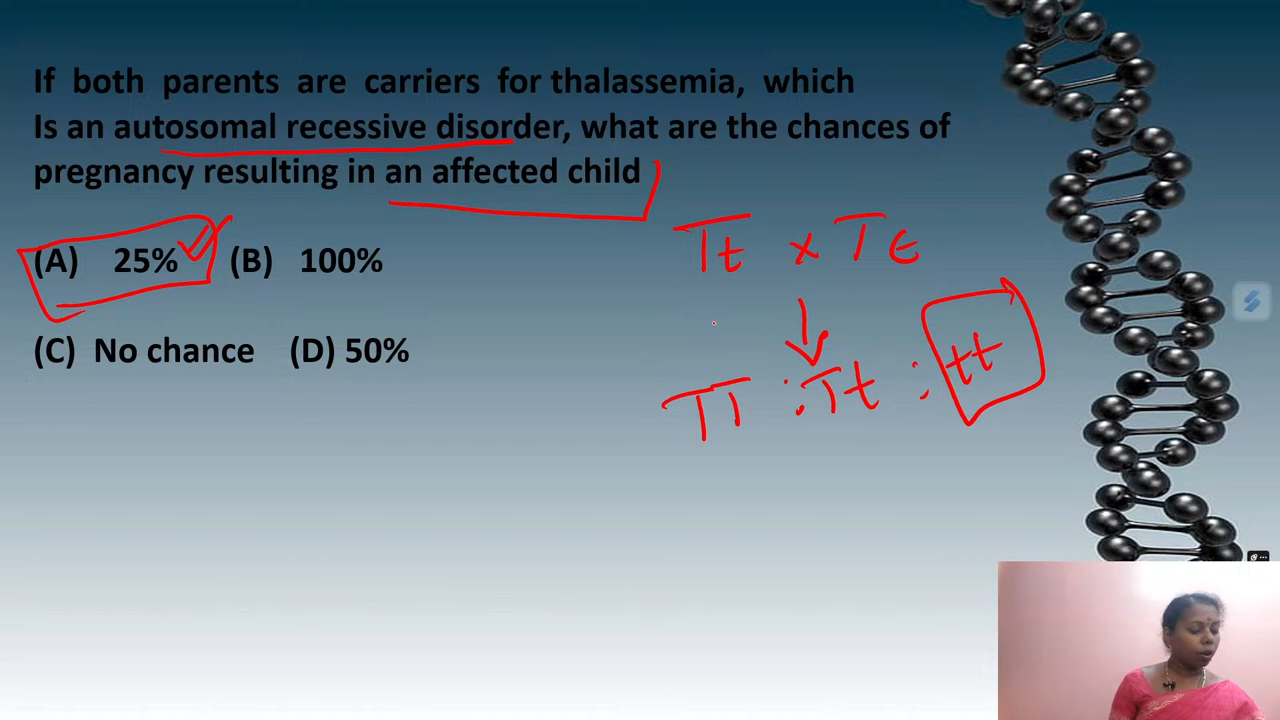 If both parents are carriers for thalassemia, which
Is an autosomal recessive disorder, what are the chances of
pregnancy resulting in an affected child
(A) 25% (B) 100%
(C) No chance (D) 50%
Tt x Tt
TT : Tt : tt